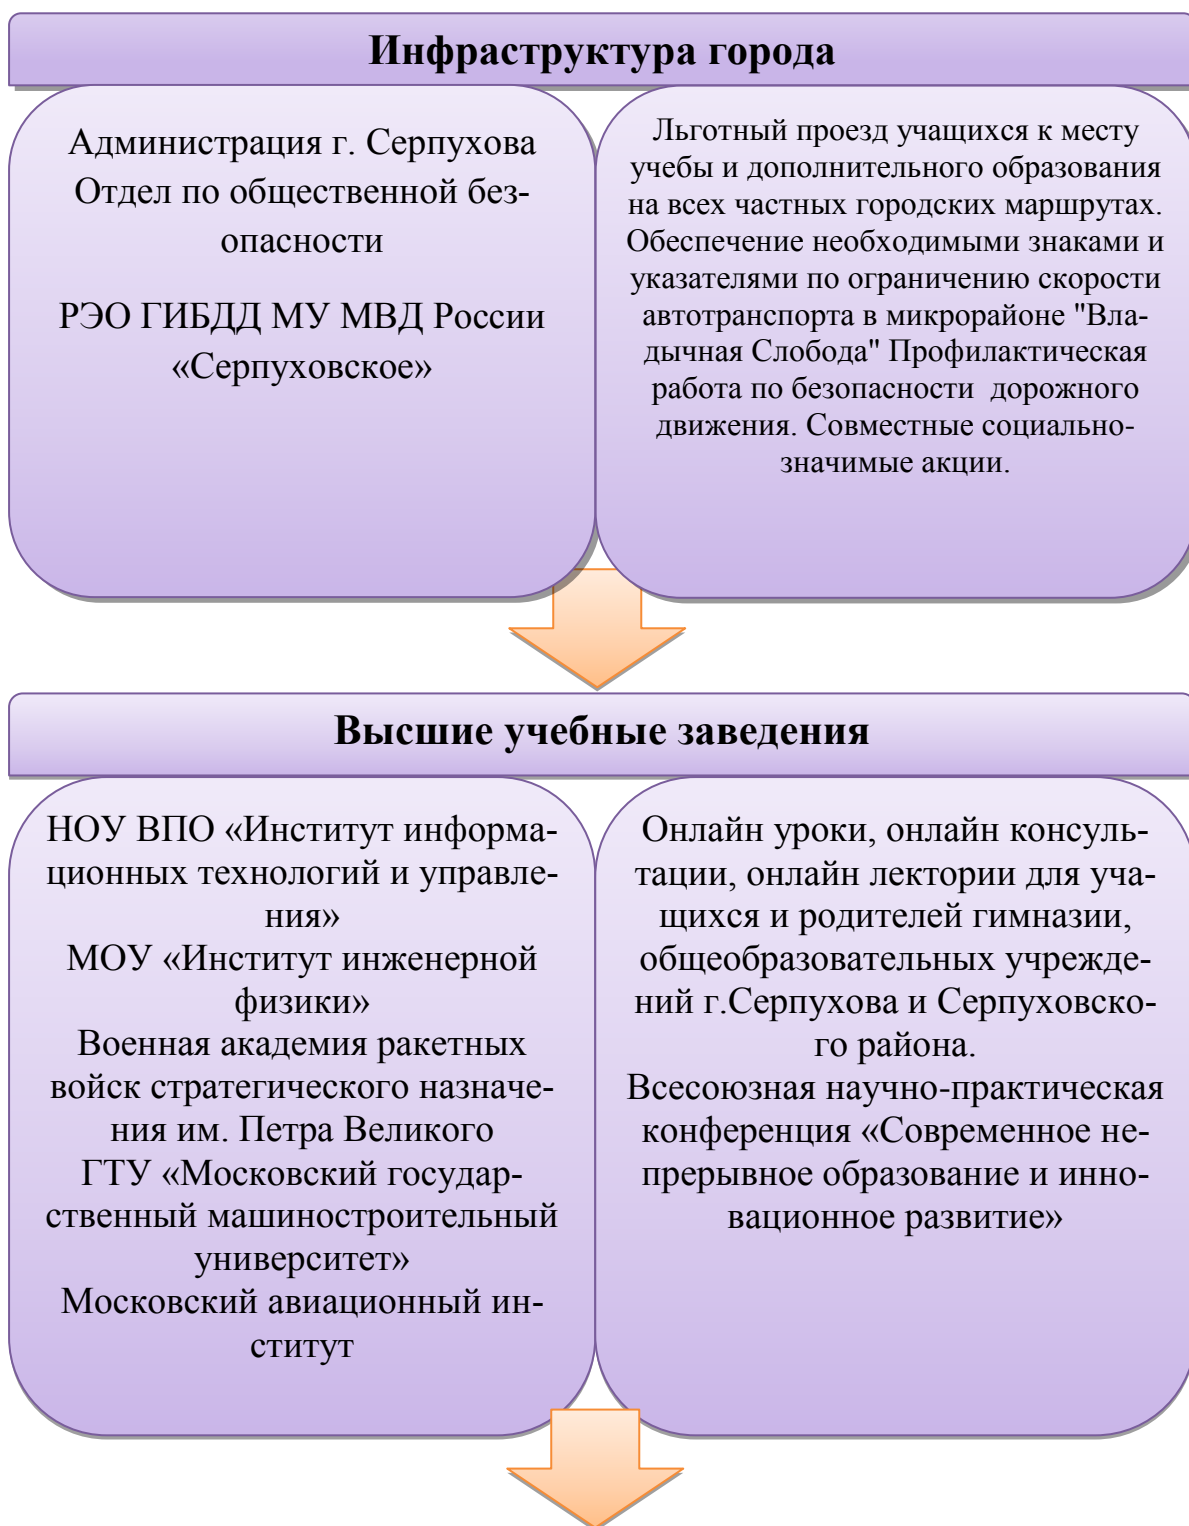 Инфраструктура города
Администрация г. Серпухова
Отдел по общественной без-
опасности
РЭО ГИБДД МУ МВД России
«Серпуховское»
Льготный проезд учащихся к месту
учебы и дополнительного образования
на всех частных городских маршрутах.
Обеспечение необходимыми знаками и
указателями по ограничению скорости
автотранспорта в микрорайоне "Вла-
дычная Слобода" Профилактическая
работа по безопасности  дорожного
движения. Совместные социально-
значимые акции.
Высшие учебные заведения
НОУ ВПО «Институт информа-
ционных технологий и управле-
ния»
МОУ «Институт инженерной
физики»
Военная академия ракетных
войск стратегического назначе-
ния им. Петра Великого
ГТУ «Московский государ-
ственный машиностроительный
университет»
Московский авиационный ин-
ститут
Онлайн уроки, онлайн консуль-
тации, онлайн лектории для уча-
щихся и родителей гимназии,
общеобразовательных учрежде-
ний г.Серпухова и Серпуховско-
го района.
Всесоюзная научно-практическая
конференция «Современное не-
прерывное образование и инно-
вационное развитие»